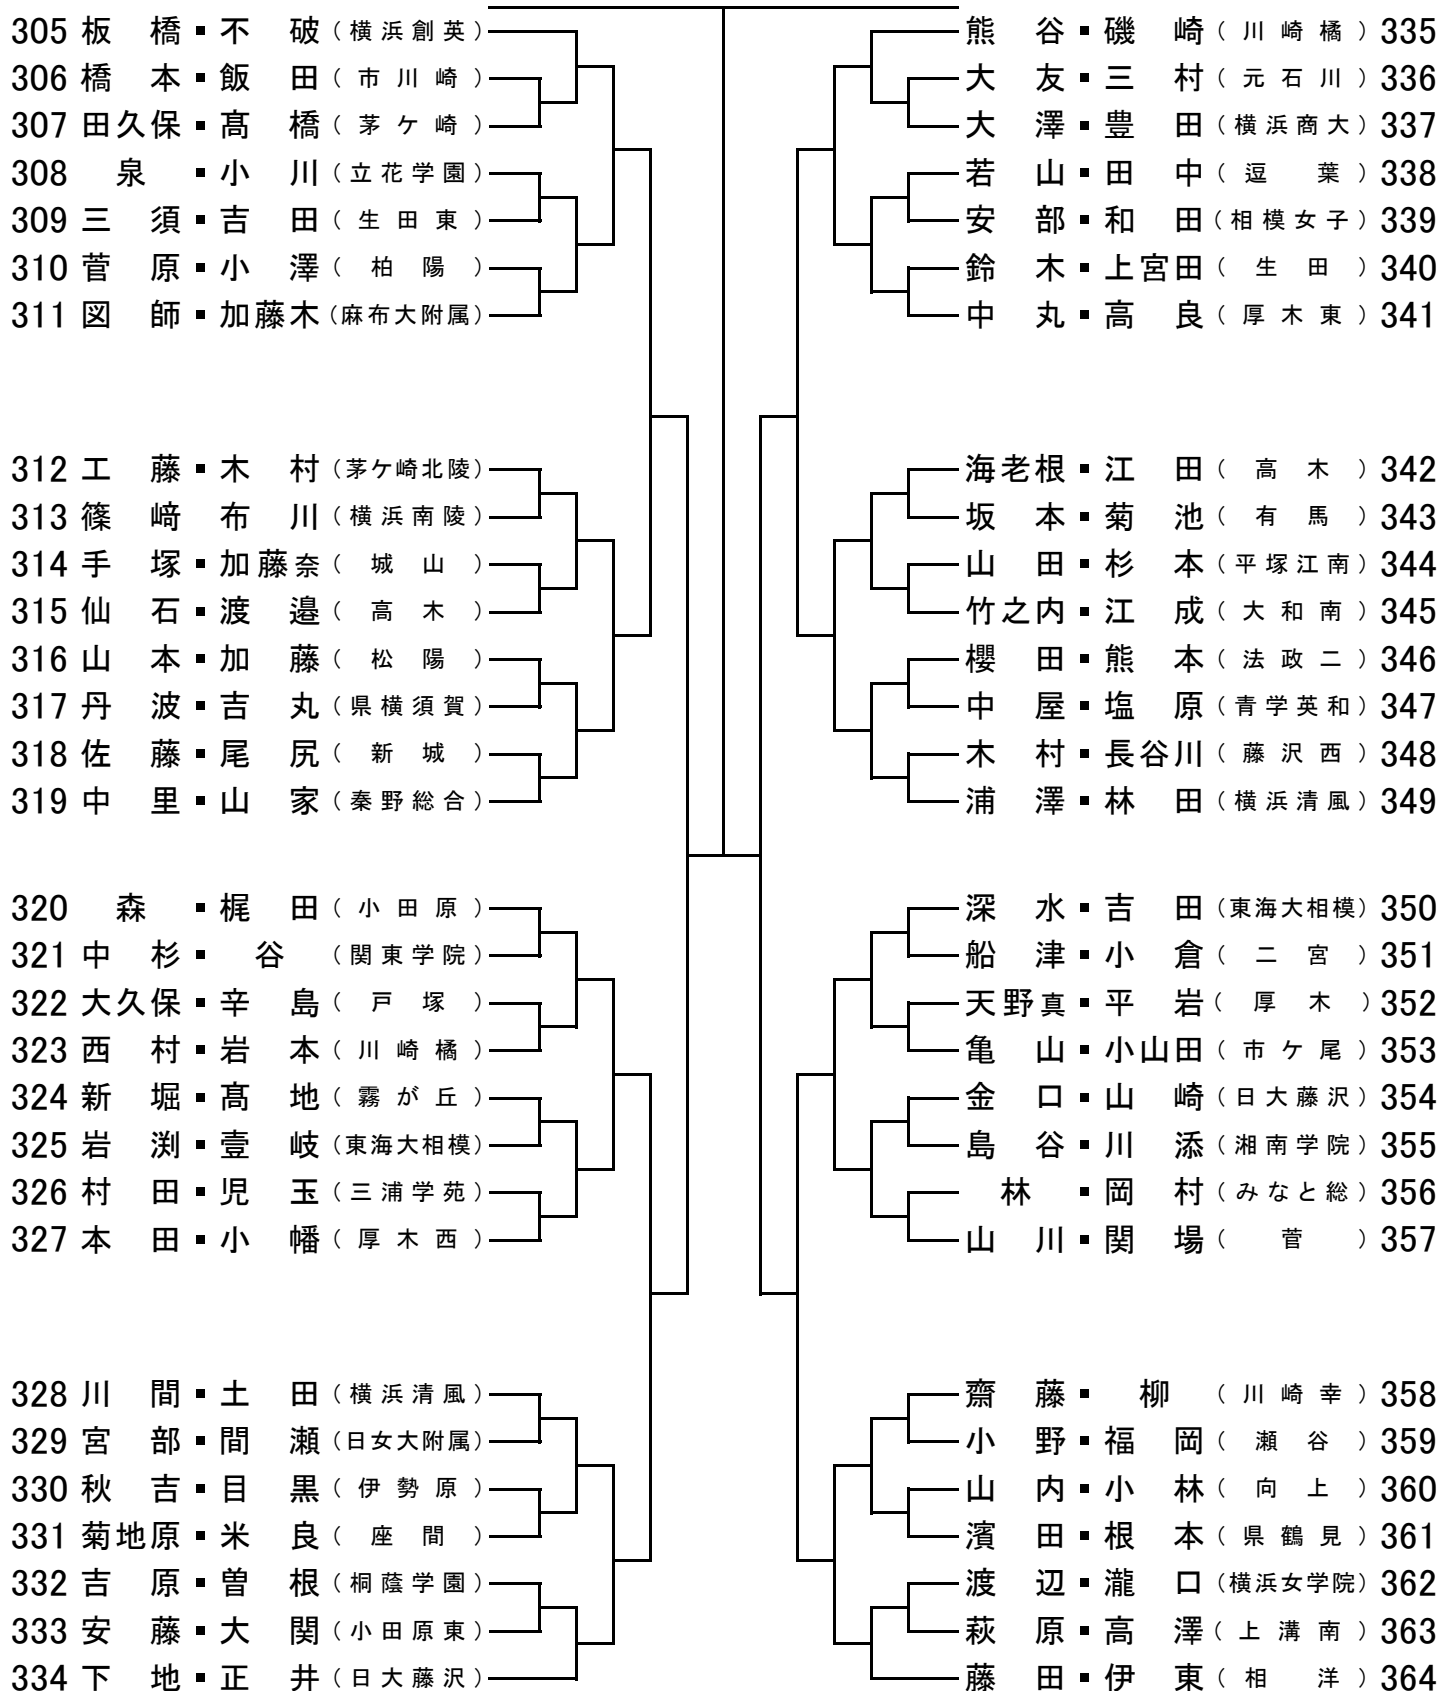 305 板橋・不破（横浜創英）
306 橋本・飯田（市川崎）
307 田久保・髙橋（茅ケ崎）
308 泉・小川（立花学園）
309 三須・吉田（生田東）
310 菅原・小澤（柏陽）
311 図師・加藤木（麻布大附属）
312 工藤・木村（茅ケ崎北陵）
313 篠﨑布川（横浜南陵）
314 手塚・加藤奈（城山）
315 仙石・渡邉（高木）
316 山本・加藤（松陽）
317 丹波・吉丸（県横須賀）
318 佐藤・尾尻（新城）
319 中里・山家（秦野総合）
320 森・梶田（小田原）
321 中杉・谷（関東学院）
322 大久保・辛島（戸塚）
323 西村・岩本（川崎橘）
324 新堀・髙地（霧が丘）
325 岩渕・壹岐（東海大相模）
326 村田・児玉（三浦学苑）
327 本田・小幡（厚木西）
328 川間・土田（横浜清風）
329 宮部・間瀬（日女大附属）
330 秋吉・目黒（伊勢原）
331 菊地原・米良（座間）
332 吉原・曽根（桐蔭学園）
333 安藤・大関（小田原東）
334 下地・正井（日大藤沢）
熊谷・磯崎（川崎橘）335
大友・三村（元石川）336
大澤・豊田（横浜商大）337
若山・田中（逗葉）338
安部・和田（相模女子）339
鈴木・上宮田（生田）340
中丸・高良（厚木東）341
海老根・江田（高木）342
坂本・菊池（有馬）343
山田・杉本（平塚江南）344
竹之内・江成（大和南）345
櫻田・熊本（法政二）346
中屋・塩原（青学英和）347
木村・長谷川（藤沢西）348
浦澤・林田（横浜清風）349
深水・吉田（東海大相模）350
船津・小倉（二宮）351
天野真・平岩（厚木）352
亀山・小山田（市ケ尾）353
金口・山崎（日大藤沢）354
島谷・川添（湘南学院）355
林・岡村（みなと総）356
山川・関場（菅）357
齋藤・柳（川崎幸）358
小野・福岡（瀬谷）359
山内・小林（向上）360
濱田・根本（県鶴見）361
渡辺・瀧口（横浜女学院）362
萩原・高澤（上溝南）363
藤田・伊東（相洋）364